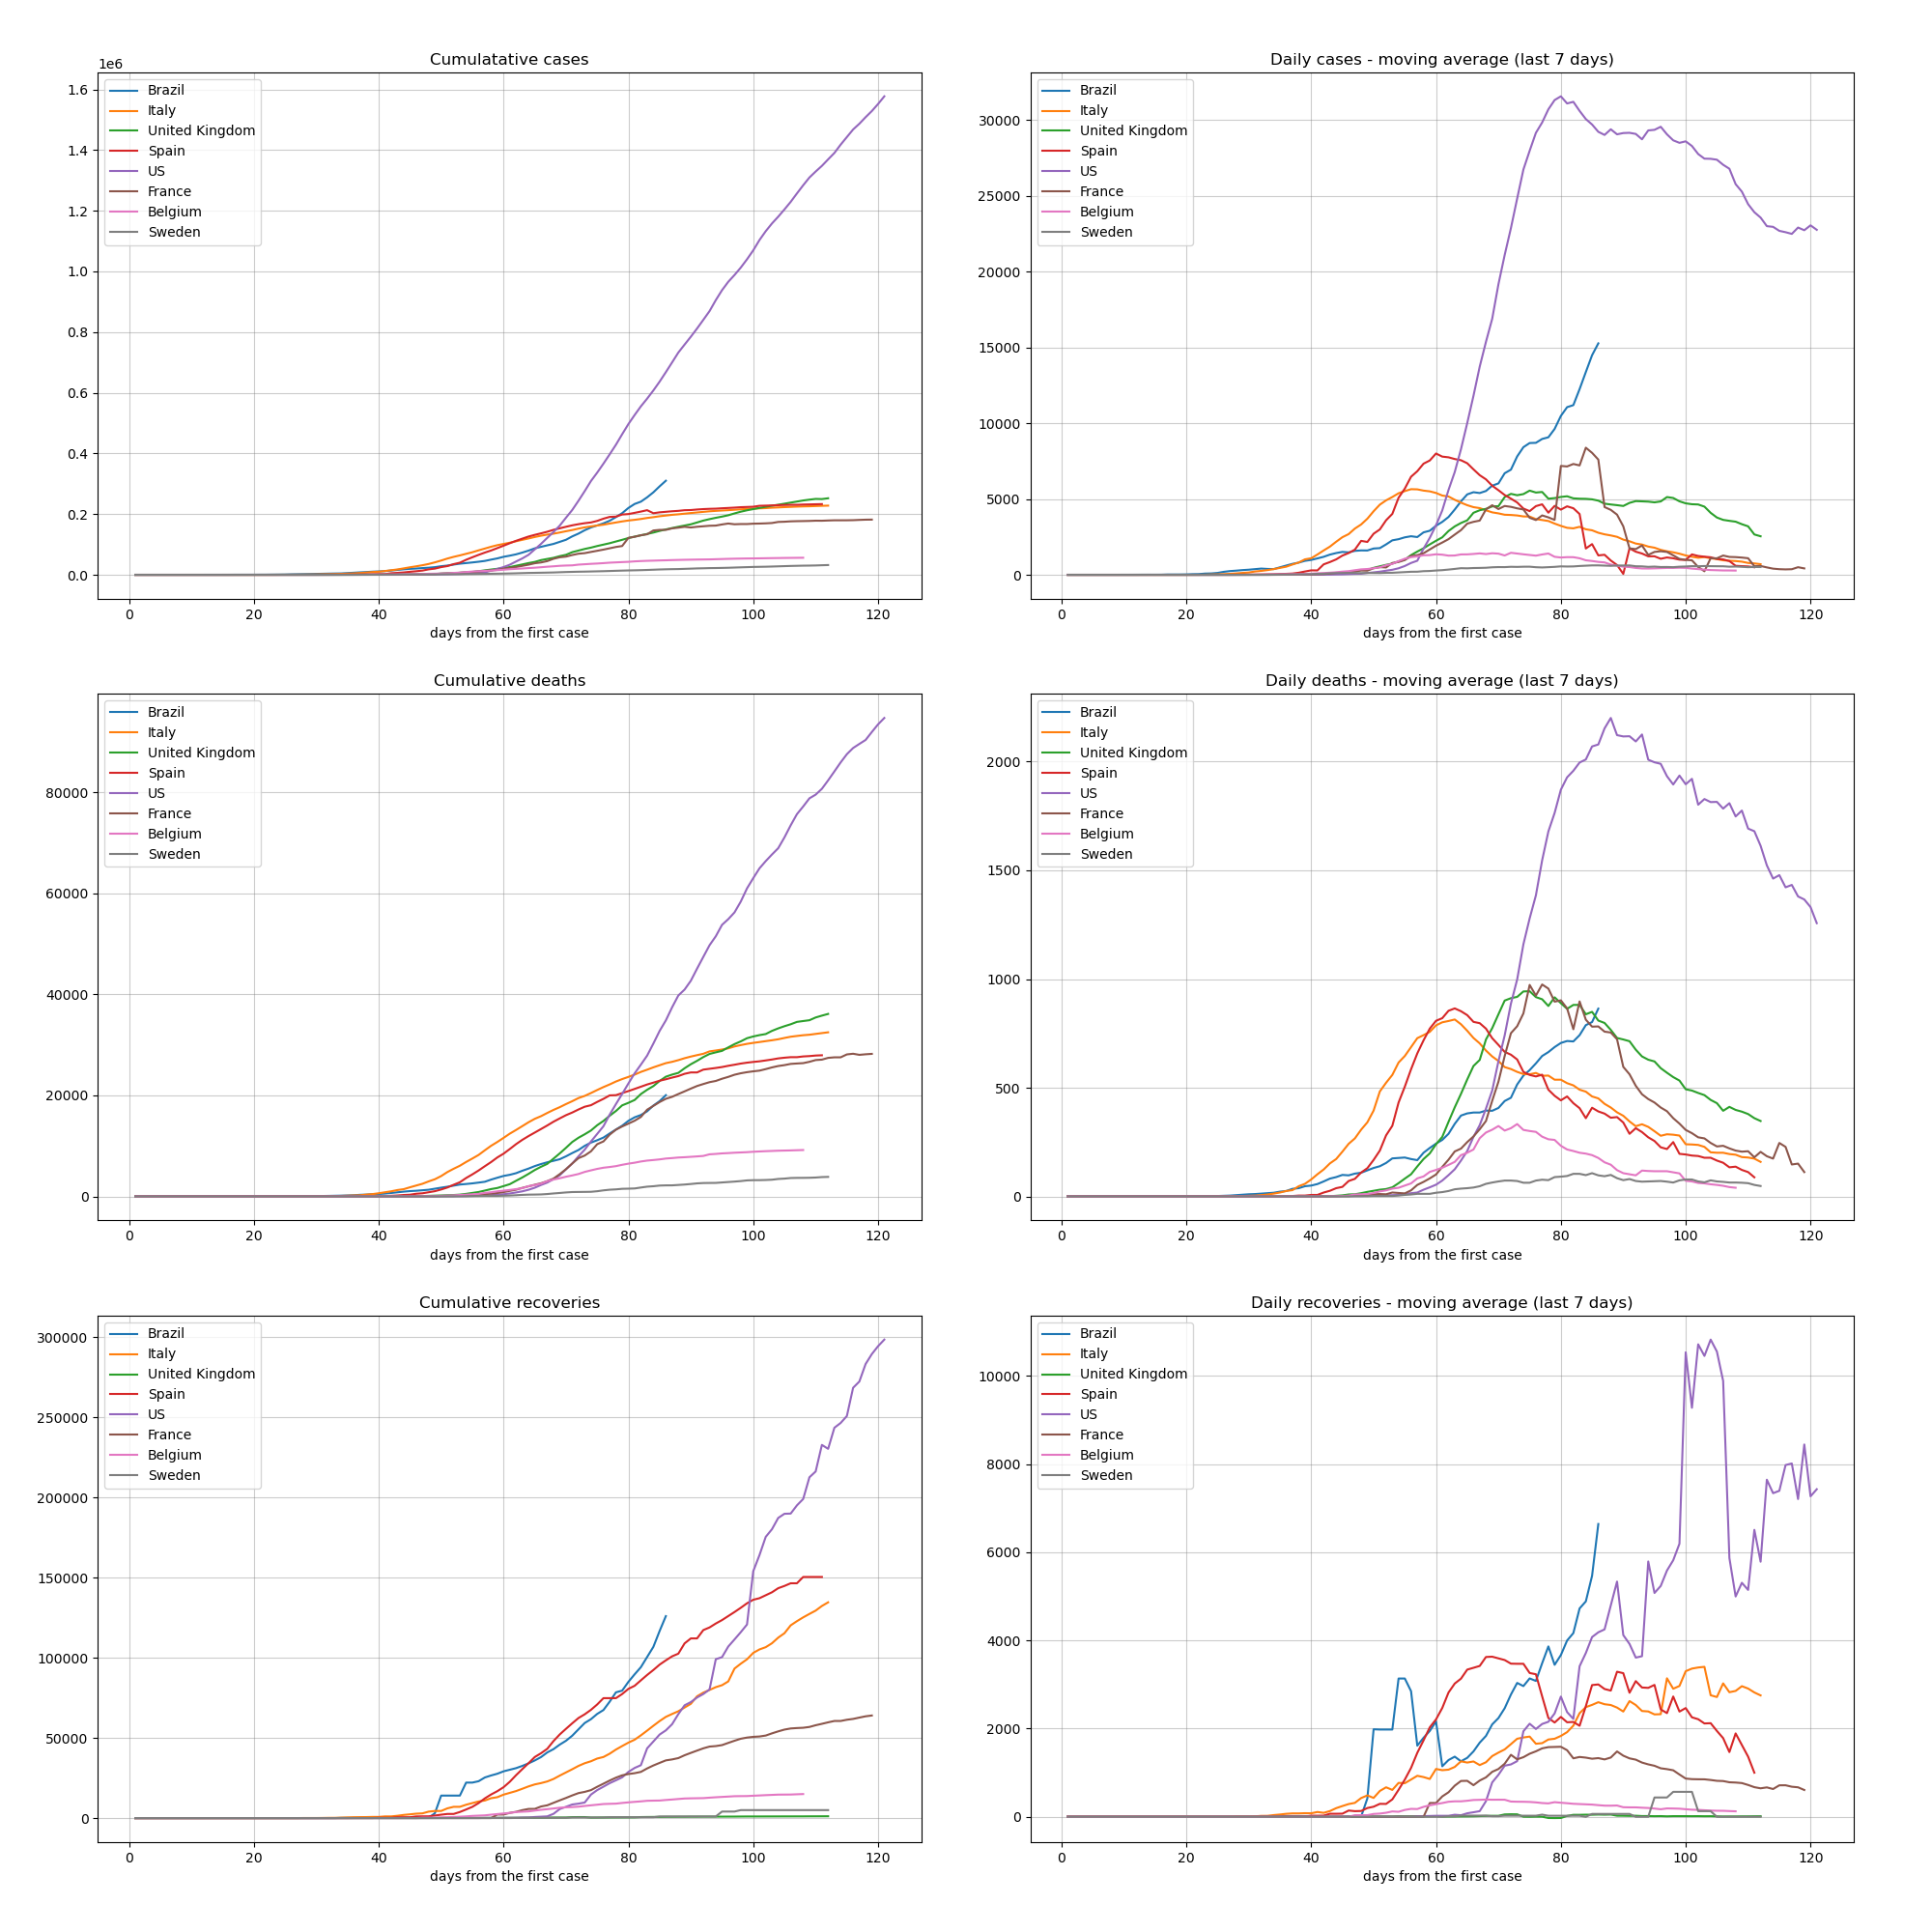 Cumulatative cases
1e6
1.6
1.4
1.2
1.0
0.8
0.6
0.4
0.2
0.0
0 20 40 60 80 100 120
days from the first case
Brazil
Italy
United Kingdom
Spain
US
France
Belgium
Sweden
Daily cases - moving average (last 7 days)
30000
25000
20000
15000
10000
5000
0
0 20 40 60 80 100 120
days from the first case
Brazil
Italy
United Kingdom
Spain
US
France
Belgium
Sweden
Cumulative deaths
80000
60000
40000
20000
0
0 20 40 60 80 100 120
days from the first case
Brazil
Italy
United Kingdom
Spain
US
France
Belgium
Sweden
Daily deaths - moving average (last 7 days)
2000
1500
1000
500
0
0 20 40 60 80 100 120
days from the first case
Brazil
Italy
United Kingdom
Spain
US
France
Belgium
Sweden
Cumulative recoveries
300000
250000
200000
150000
100000
50000
0
0 20 40 60 80 100 120
days from the first case
Brazil
Italy
United Kingdom
Spain
US
France
Belgium
Sweden
Daily recoveries - moving average (last 7 days)
10000
8000
6000
4000
2000
0
0 20 40 60 80 100 120
days from the first case
Brazil
Italy
United Kingdom
Spain
US
France
Belgium
Sweden